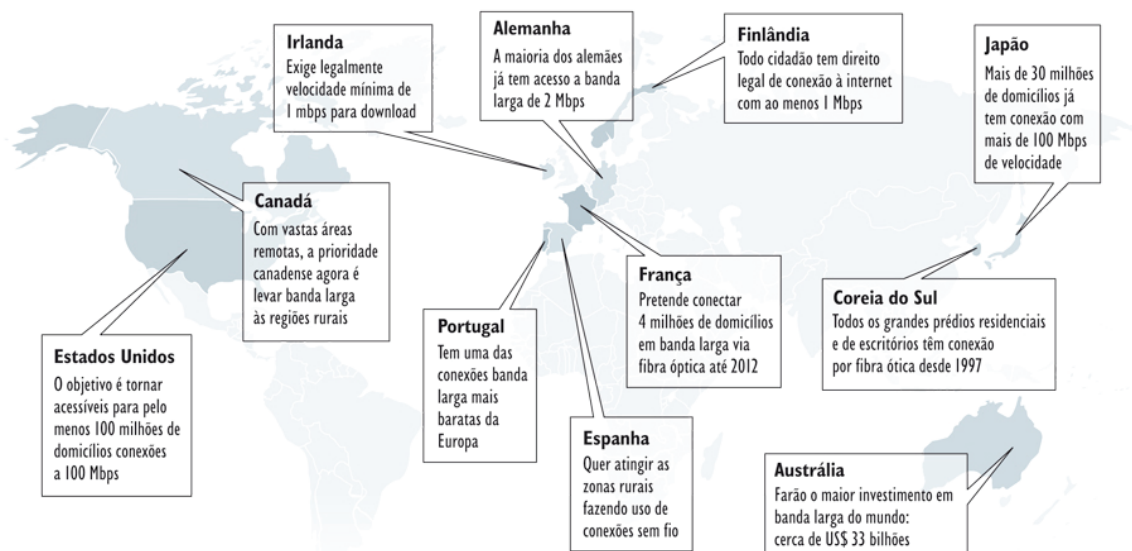 Irlanda
Exige legalmente
velocidade mínima de
1 mbps para download
Alemanha
A maioria dos alemães
já tem acesso a banda
larga de 2 Mbps
Finlândia
Todo cidadão tem direito
legal de conexão à internet
com ao menos 1 Mbps
Japão
Mais de 30 milhões
de domicílios já
tem conexão com
mais de 100 Mbps
de velocidade
Canadá
Com vastas áreas
remotas, a prioridade
canadense agora é
levar banda larga
às regiões rurais
Estados Unidos
O objetivo é tornar
acessíveis para pelo
menos 100 milhões de
domicílios conexões
a 100 Mbps
Portugal
Tem uma das
conexões banda
larga mais
baratas da
Europa
França
Pretende conectar
4 milhões de domicílios
em banda larga via
fibra óptica até 2012
Coreia do Sul
Todos os grandes prédios residenciais
e de escritórios têm conexão
por fibra ótica desde 1997
Espanha
Quer atingir as
zonas rurais
fazendo uso de
conexões sem fio
Austrália
Farão o maior investimento em
banda larga do mundo:
cerca de US$ 33 bilhões